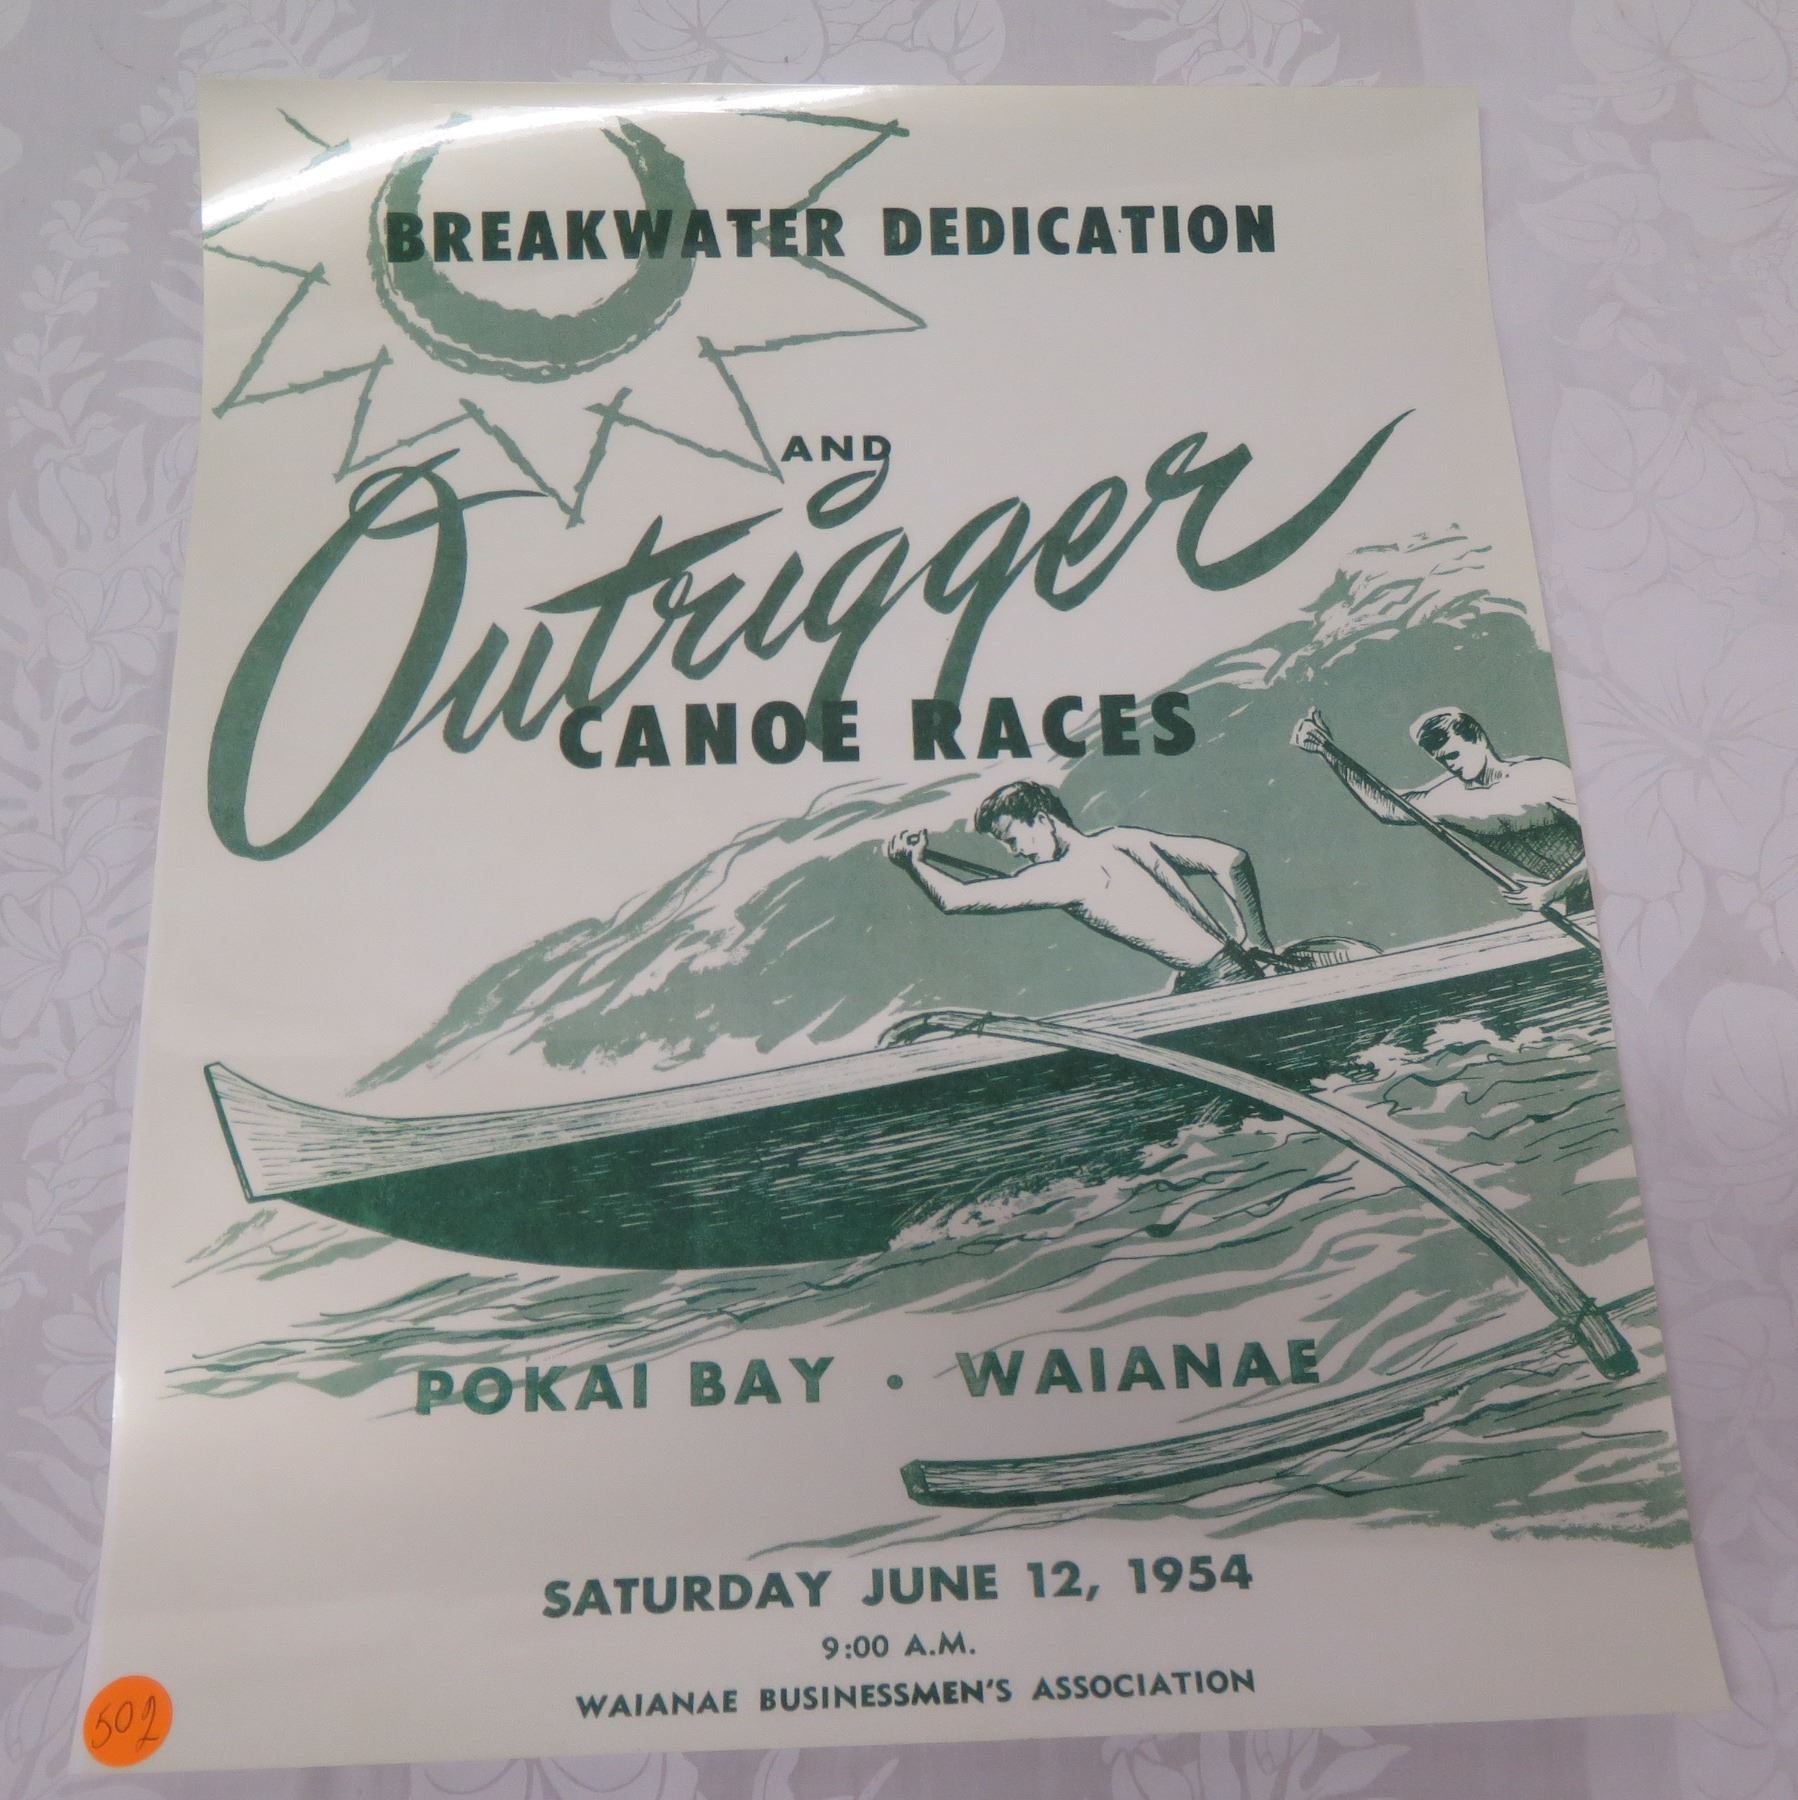 BREAKWATER DEDICATION
AND
Outrigger
CANOE RACES
POKAI BAY • WAIANAE
SATURDAY JUNE 12, 1954
9:00 A.M.
WAIANAE BUSINESSMEN'S ASSOCIATION
502